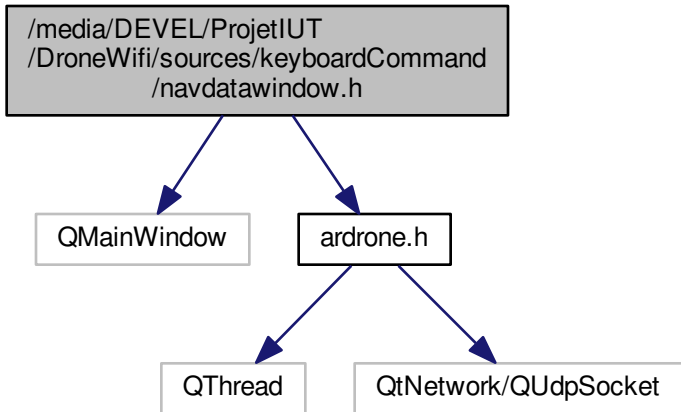 /media/DEVEL/ProjetIUT
/DroneWifi/sources/keyboardCommand
/navdatawindow.h
QMainWindow
ardrone.h
QThread
QtNetwork/QUdpSocket